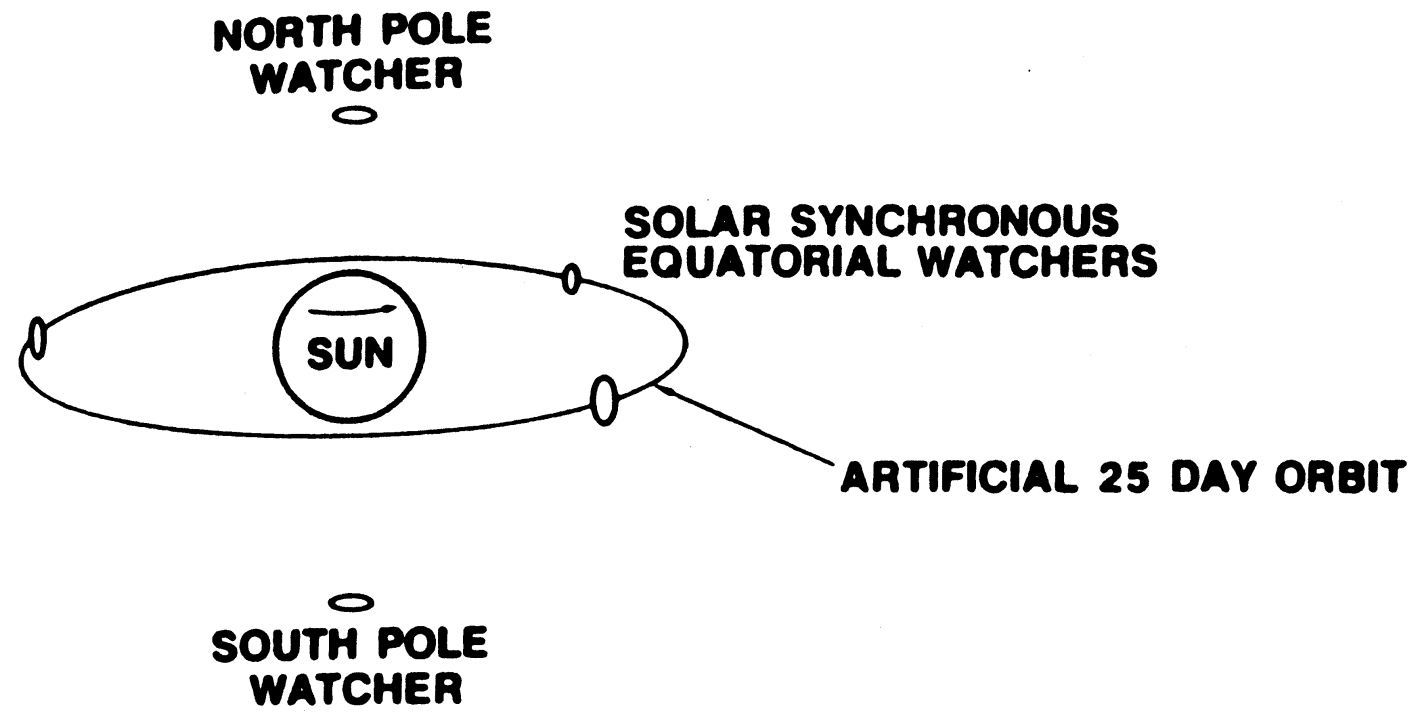 NORTH POLE
WATCHER
SOLAR SYNCHRONOUS
EQUATORIAL WATCHERS
SUN
ARTIFICIAL 25 DAY ORBIT
SOUTH POLE
WATCHER